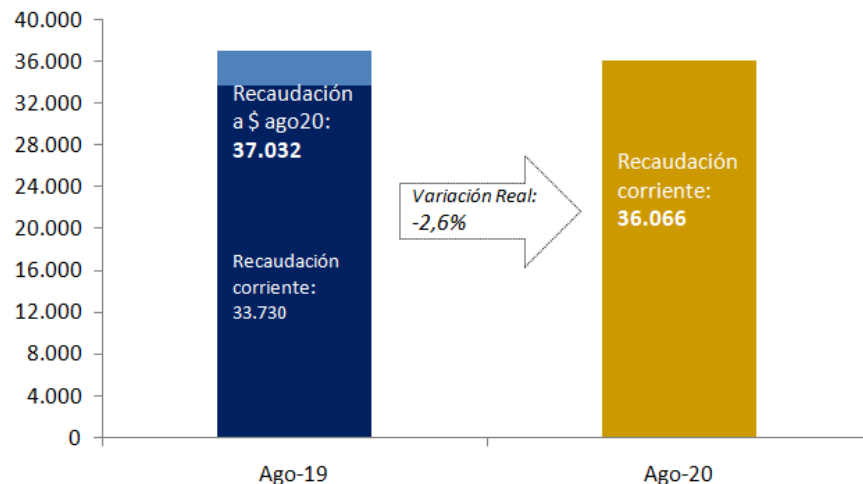 40.000
36.000
32.000
28.000
24.000
20.000
16.000
12.000
8.000
4.000
0
Recaudación
a $ ago20:
37.032
Recaudación
corriente:
33.730
Variación Real:
-2,6%
Recaudación
corriente:
36.066
Ago-19
Ago-20